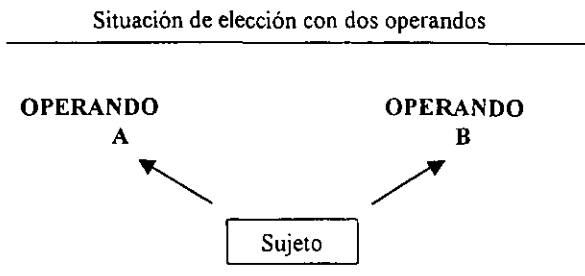 Situación de elección con dos operandos
OPERANDO
A
OPERANDO
B
Sujeto